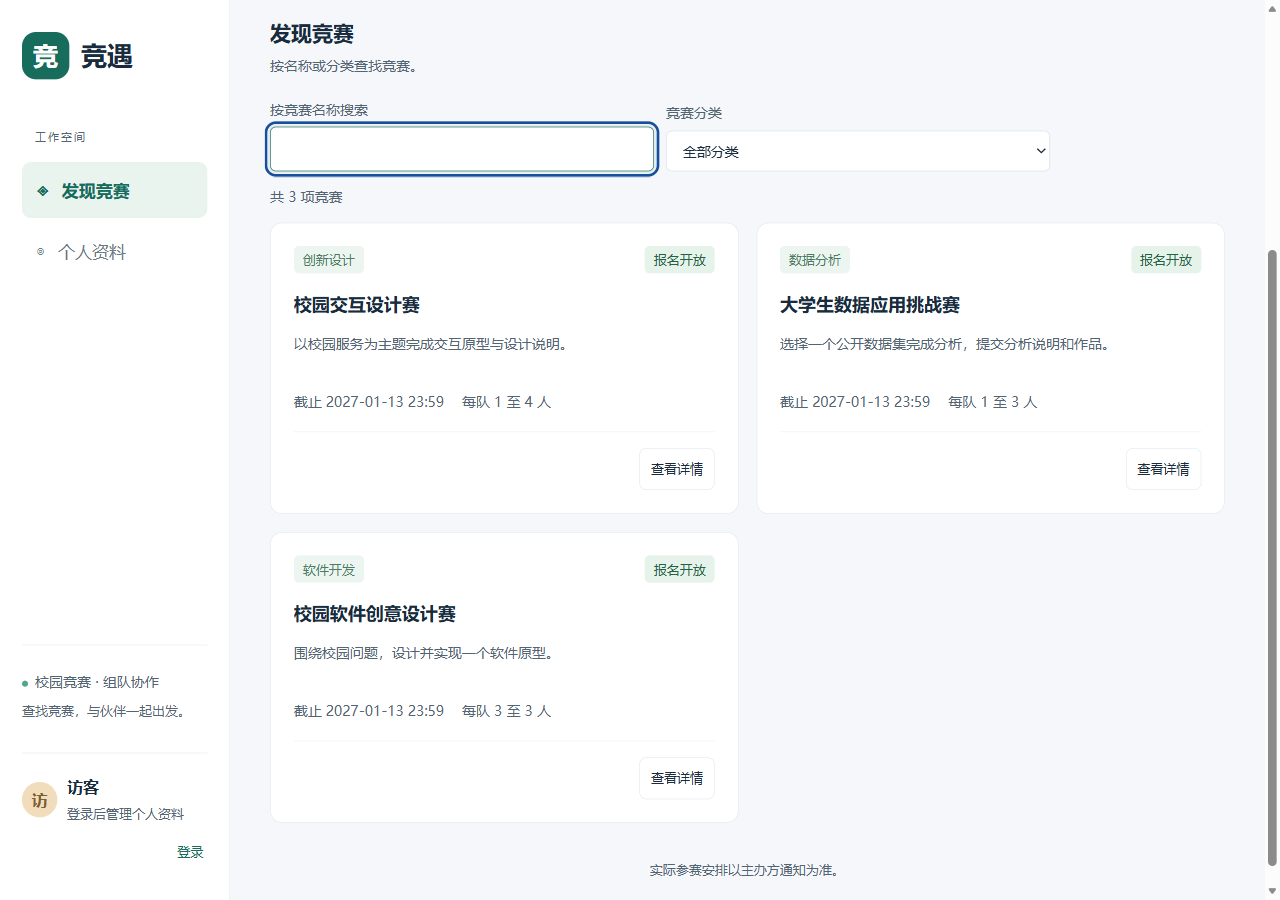 竞 竞遇
工作空间
发现竞赛
个人资料
校园竞赛 · 组队协作
查找竞赛，与伙伴一起出发。
访 访客
登录后管理个人资料
登录
发现竞赛
按名称或分类查找竞赛。
按竞赛名称搜索
竞赛分类
全部分类
共 3 项竞赛
创新设计 报名开放
校园交互设计赛
以校园服务为主题完成交互原型与设计说明。
截止 2027-01-13 23:59 每队 1 至 4 人
查看详情
数据分析 报名开放
大学生数据应用挑战赛
选择一个公开数据集完成分析，提交分析说明和作品。
截止 2027-01-13 23:59 每队 1 至 3 人
查看详情
软件开发 报名开放
校园软件创意设计赛
围绕校园问题，设计并实现一个软件原型。
截止 2027-01-13 23:59 每队 3 至 3 人
查看详情
实际参赛安排以主办方通知为准。